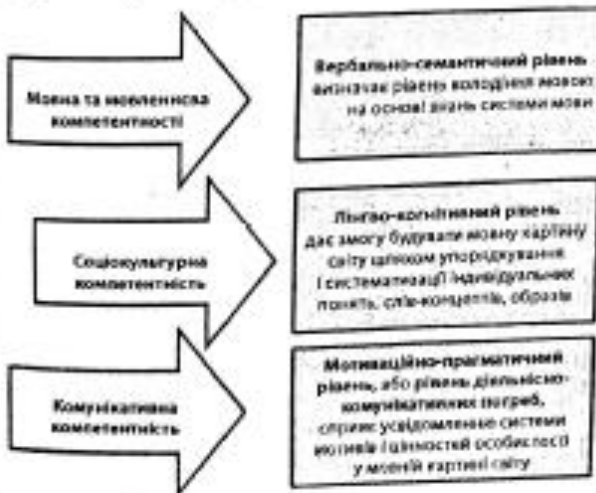 Мовна та мовленнєва
компетентності
Вербально-семантичний рівень
визначає рівень володіння мовою
на основі знань системи мови
Соціокультурна
компетентність
Лінгво-когнітивний рівень
дає змогу будувати мовну картину
світу шляхом упорядкування
і систематизації індивідуальних
понять, слів-концептів, образів
Комунікативна
компетентність
Мотиваційно-прагматичний
рівень, або рівень діяльнісно-
комунікативних потреб,
сприяє усвідомленню системи
мотивів і цінностей особистості
у мовній картині світу